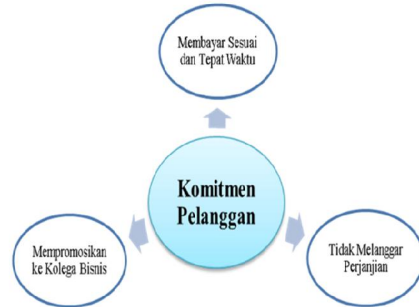 Membayar Sesuai
dan Tepat Waktu
Komitmen
Pelanggan
Mempromosikan
ke Kolega Bisnis
Tidak Melanggar
Perjanjian